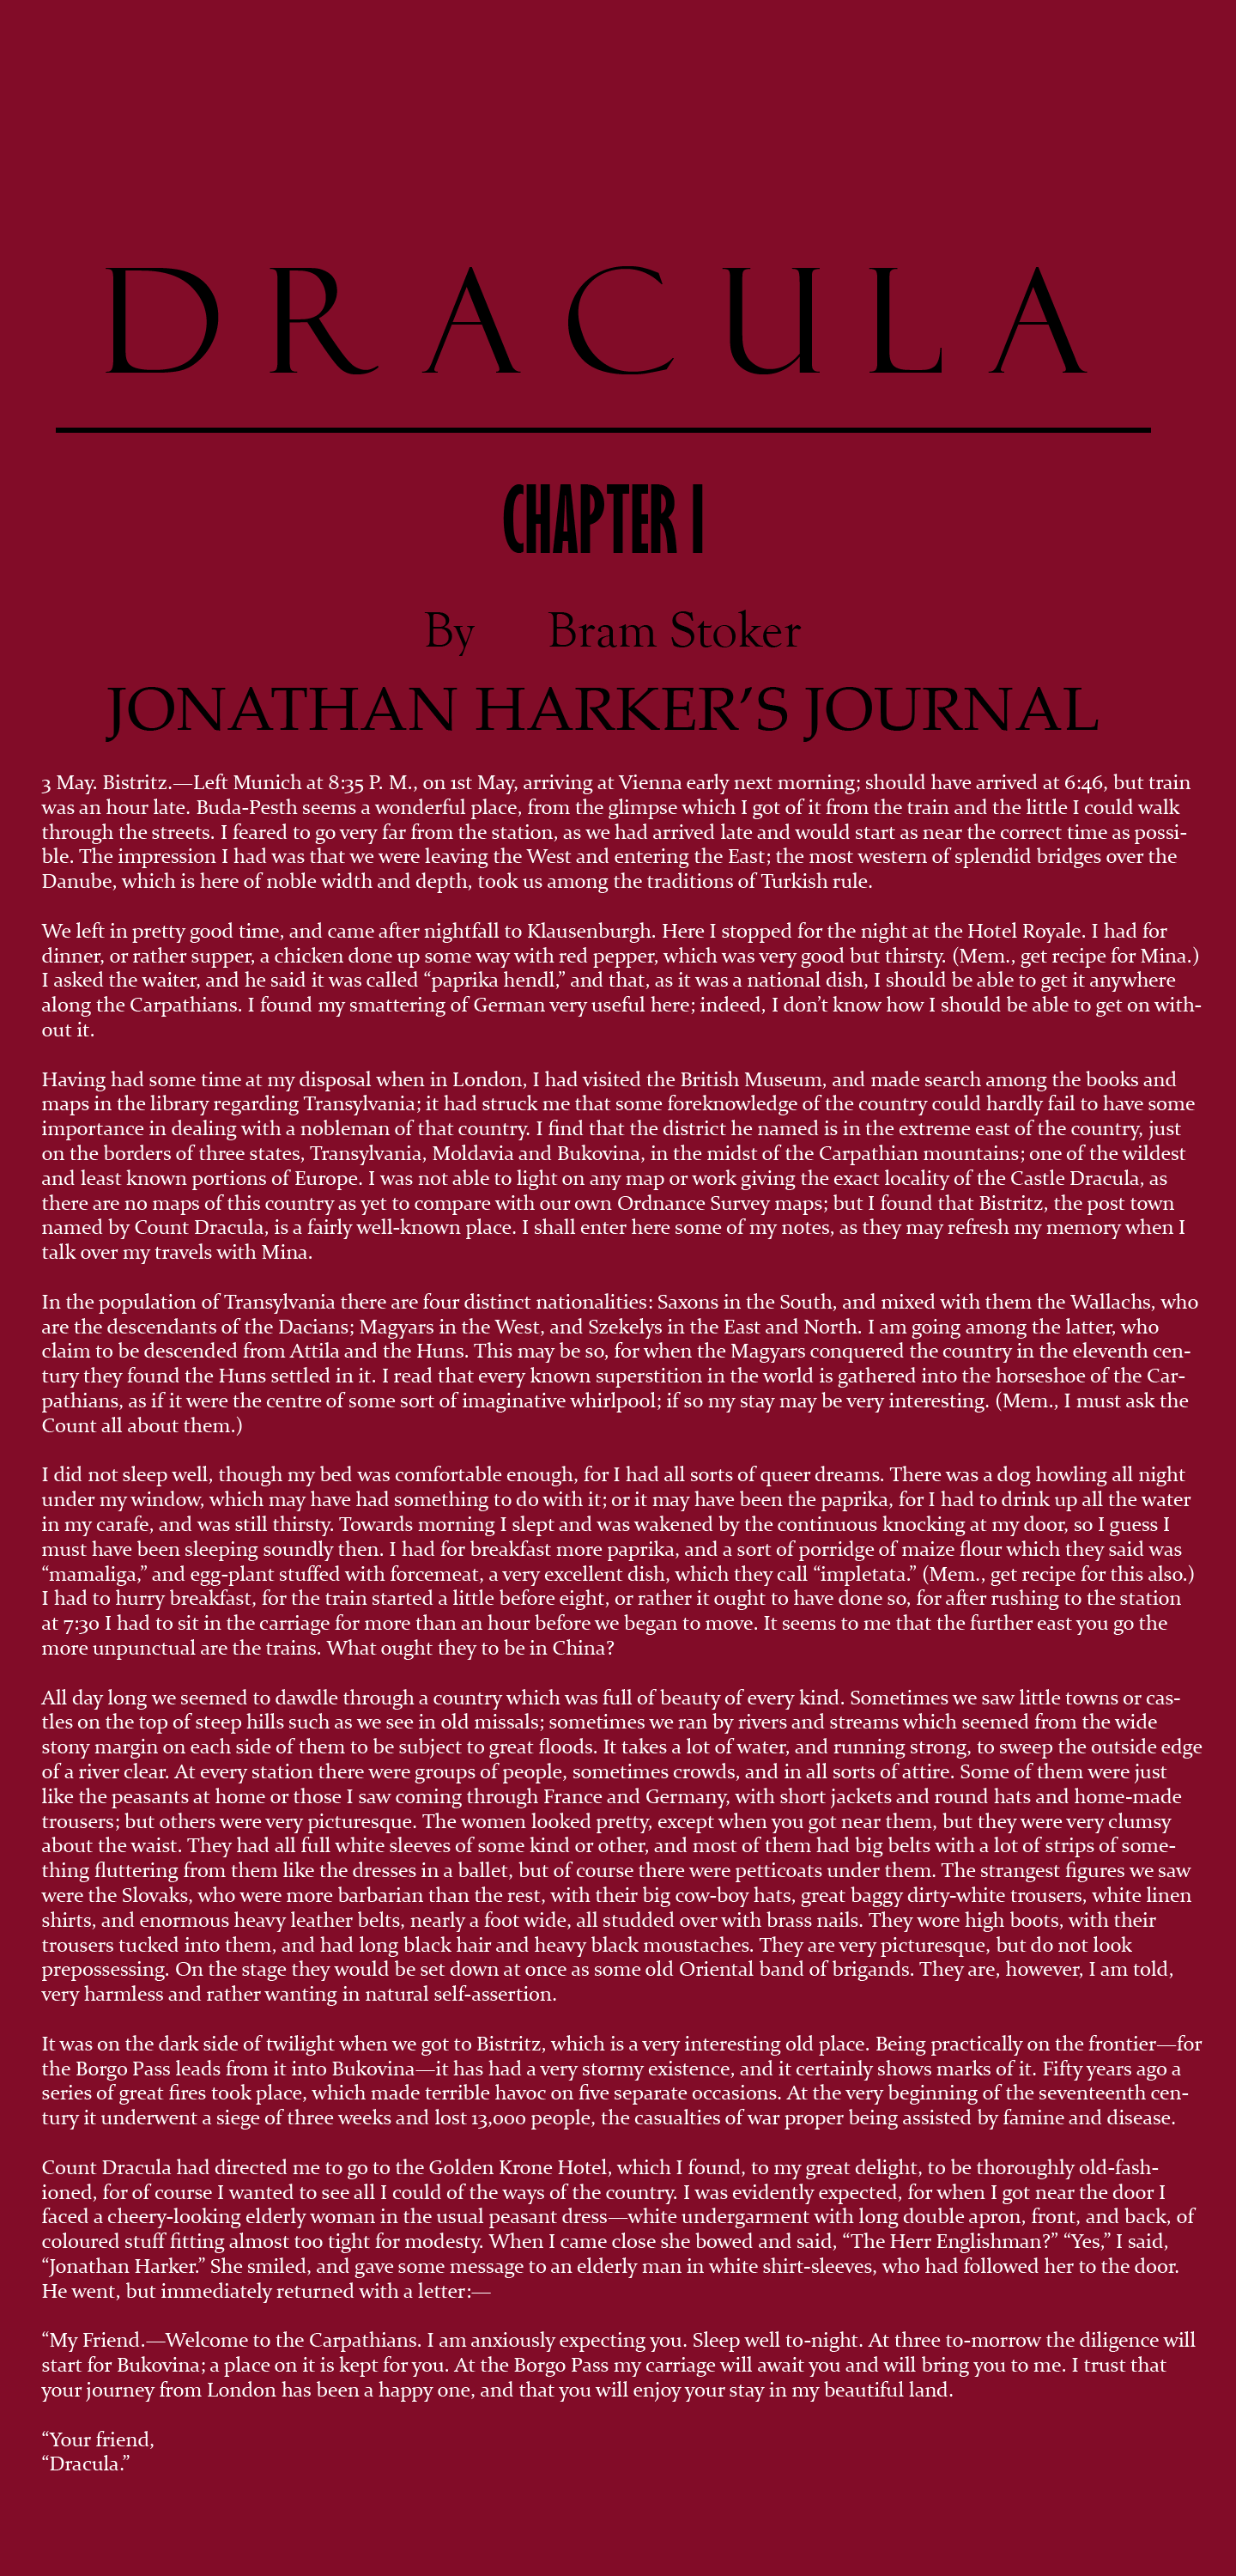 DRACULA
CHAPTER I
By Bram Stoker
JONATHAN HARKER’S JOURNAL
3 May. Bistritz.—Left Munich at 8:35 P. M., on 1st May, arriving at Vienna early next morning; should have arrived at 6:46, but train
was an hour late. Buda-Pesth seems a wonderful place, from the glimpse which I got of it from the train and the little I could walk
through the streets. I feared to go very far from the station, as we had arrived late and would start as near the correct time as possi-
ble. The impression I had was that we were leaving the West and entering the East; the most western of splendid bridges over the
Danube, which is here of noble width and depth, took us among the traditions of Turkish rule.
We left in pretty good time, and came after nightfall to Klausenburgh. Here I stopped for the night at the Hotel Royale. I had for
dinner, or rather supper, a chicken done up some way with red pepper, which was very good but thirsty. (Mem., get recipe for Mina.)
I asked the waiter, and he said it was called “paprika hendl,” and that, as it was a national dish, I should be able to get it anywhere
along the Carpathians. I found my smattering of German very useful here; indeed, I don’t know how I should be able to get on with-
out it.
Having had some time at my disposal when in London, I had visited the British Museum, and made search among the books and
maps in the library regarding Transylvania; it had struck me that some foreknowledge of the country could hardly fail to have some
importance in dealing with a nobleman of that country. I find that the district he named is in the extreme east of the country, just
on the borders of three states, Transylvania, Moldavia and Bukovina, in the midst of the Carpathian mountains; one of the wildest
and least known portions of Europe. I was not able to light on any map or work giving the exact locality of the Castle Dracula, as
there are no maps of this country as yet to compare with our own Ordnance Survey maps; but I found that Bistritz, the post town
named by Count Dracula, is a fairly well-known place. I shall enter here some of my notes, as they may refresh my memory when I
talk over my travels with Mina.
In the population of Transylvania there are four distinct nationalities: Saxons in the South, and mixed with them the Wallachs, who
are the descendants of the Dacians; Magyars in the West, and Szekelys in the East and North. I am going among the latter, who
claim to be descended from Attila and the Huns. This may be so, for when the Magyars conquered the country in the eleventh cen-
tury they found the Huns settled in it. I read that every known superstition in the world is gathered into the horseshoe of the Car-
pathians, as if it were the centre of some sort of imaginative whirlpool; if so my stay may be very interesting. (Mem., I must ask the
Count all about them.)
I did not sleep well, though my bed was comfortable enough, for I had all sorts of queer dreams. There was a dog howling all night
under my window, which may have had something to do with it; or it may have been the paprika, for I had to drink up all the water
in my carafe, and was still thirsty. Towards morning I slept and was wakened by the continuous knocking at my door, so I guess I
must have been sleeping soundly then. I had for breakfast more paprika, and a sort of porridge of maize flour which they said was
“mamaliga,” and egg-plant stuffed with forcemeat, a very excellent dish, which they call “impletata.” (Mem., get recipe for this also.)
I had to hurry breakfast, for the train started a little before eight, or rather it ought to have done so, for after rushing to the station
at 7:30 I had to sit in the carriage for more than an hour before we began to move. It seems to me that the further east you go the
more unpunctual are the trains. What ought they to be in China?
All day long we seemed to dawdle through a country which was full of beauty of every kind. Sometimes we saw little towns or cas-
tles on the top of steep hills such as we see in old missals; sometimes we ran by rivers and streams which seemed from the wide
stony margin on each side of them to be subject to great floods. It takes a lot of water, and running strong, to sweep the outside edge
of a river clear. At every station there were groups of people, sometimes crowds, and in all sorts of attire. Some of them were just
like the peasants at home or those I saw coming through France and Germany, with short jackets and round hats and home-made
trousers; but others were very picturesque. The women looked pretty, except when you got near them, but they were very clumsy
about the waist. They had all full white sleeves of some kind or other, and most of them had big belts with a lot of strips of some-
thing fluttering from them like the dresses in a ballet, but of course there were petticoats under them. The strangest figures we saw
were the Slovaks, who were more barbarian than the rest, with their big cow-boy hats, great baggy dirty-white trousers, white linen
shirts, and enormous heavy leather belts, nearly a foot wide, all studded over with brass nails. They wore high boots, with their
trousers tucked into them, and had long black hair and heavy black moustaches. They are very picturesque, but do not look
prepossessing. On the stage they would be set down at once as some old Oriental band of brigands. They are, however, I am told,
very harmless and rather wanting in natural self-assertion.
It was on the dark side of twilight when we got to Bistritz, which is a very interesting old place. Being practically on the frontier—for
the Borgo Pass leads from it into Bukovina—it has had a very stormy existence, and it certainly shows marks of it. Fifty years ago a
series of great fires took place, which made terrible havoc on five separate occasions. At the very beginning of the seventeenth cen-
tury it underwent a siege of three weeks and lost 13,000 people, the casualties of war proper being assisted by famine and disease.
Count Dracula had directed me to go to the Golden Krone Hotel, which I found, to my great delight, to be thoroughly old-fash-
ioned, for of course I wanted to see all I could of the ways of the country. I was evidently expected, for when I got near the door I
faced a cheery-looking elderly woman in the usual peasant dress—white undergarment with long double apron, front, and back, of
coloured stuff fitting almost too tight for modesty. When I came close she bowed and said, “The Herr Englishman?” “Yes,” I said,
“Jonathan Harker.” She smiled, and gave some message to an elderly man in white shirt-sleeves, who had followed her to the door.
He went, but immediately returned with a letter:—
“My Friend.—Welcome to the Carpathians. I am anxiously expecting you. Sleep well to-night. At three to-morrow the diligence will
start for Bukovina; a place on it is kept for you. At the Borgo Pass my carriage will await you and will bring you to me. I trust that
your journey from London has been a happy one, and that you will enjoy your stay in my beautiful land.
“Your friend,
“Dracula.”